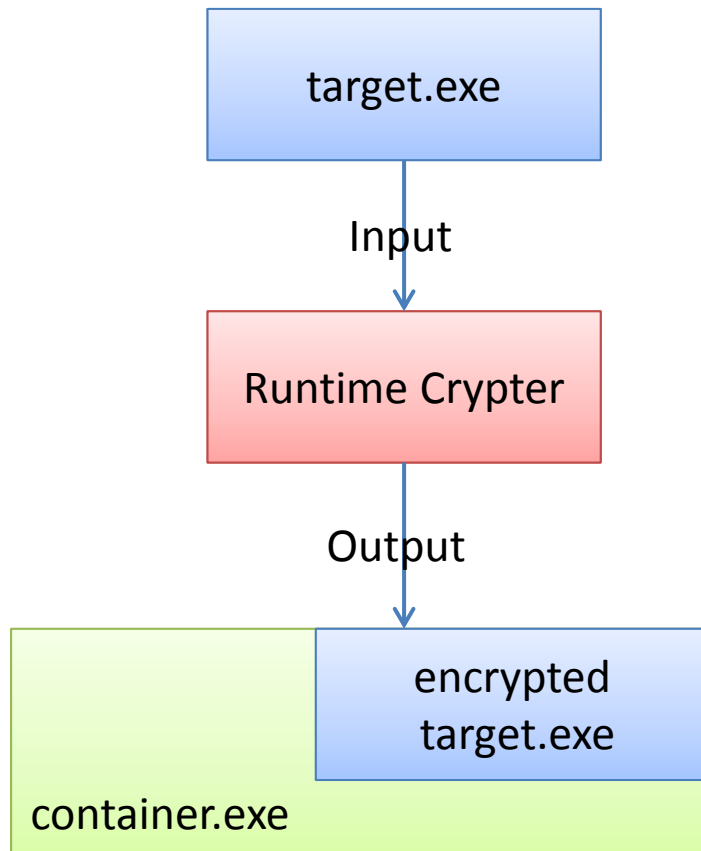 target.exe
Input
Runtime Crypter
Output
encrypted
target.exe
container.exe